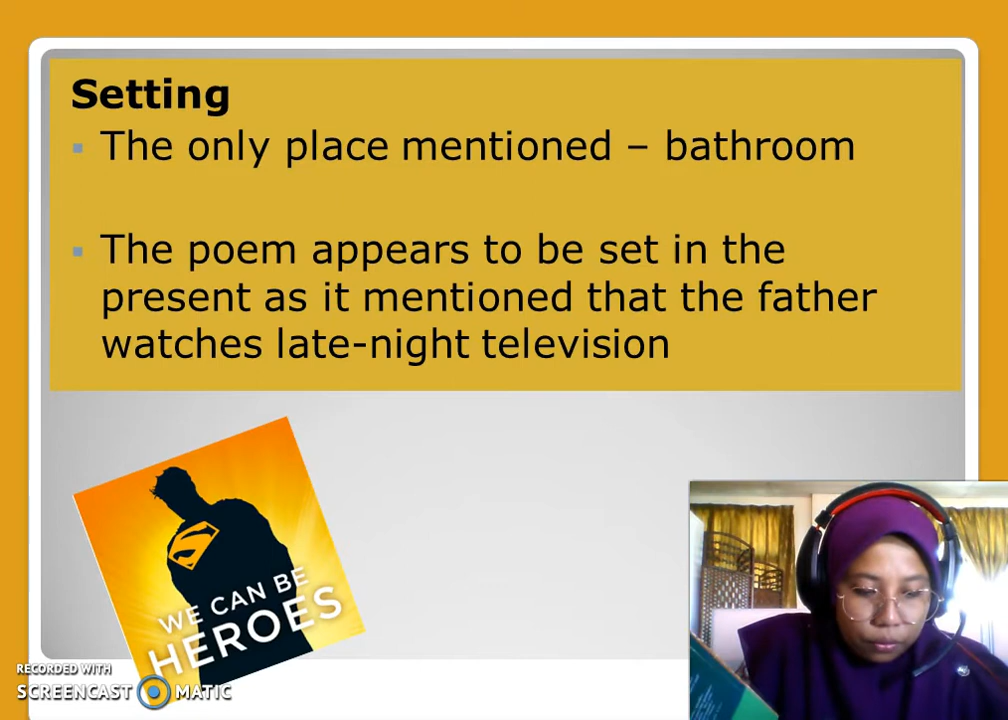 Setting
▪ The only place mentioned – bathroom
▪ The poem appears to be set in the
present as it mentioned that the father
watches late-night television
WE CAN BE
HEROES
RECORDED WITH
SCREENCAST MATIC